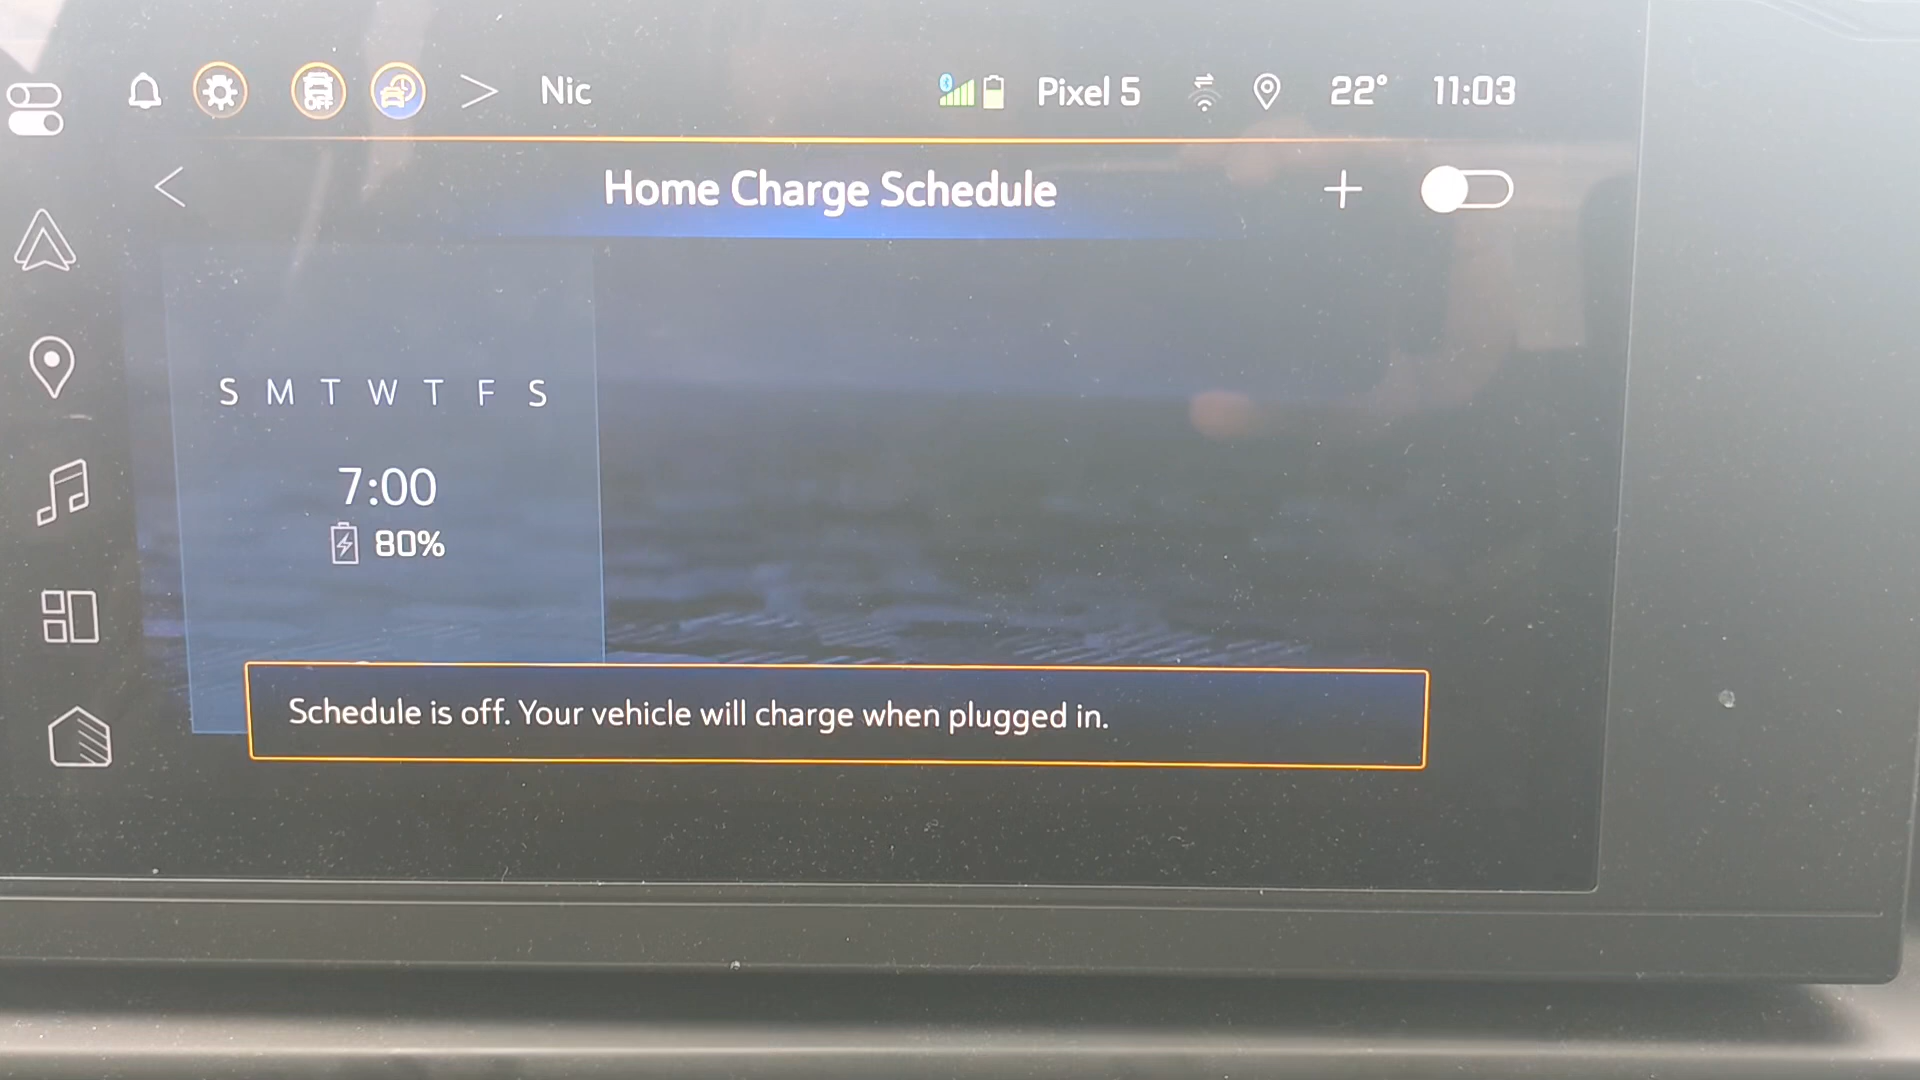 OFF Nic Pixel 5 22° 11:03
Home Charge Schedule
S M T W T F S
7:00
80%
Schedule is off. Your vehicle will charge when plugged in.